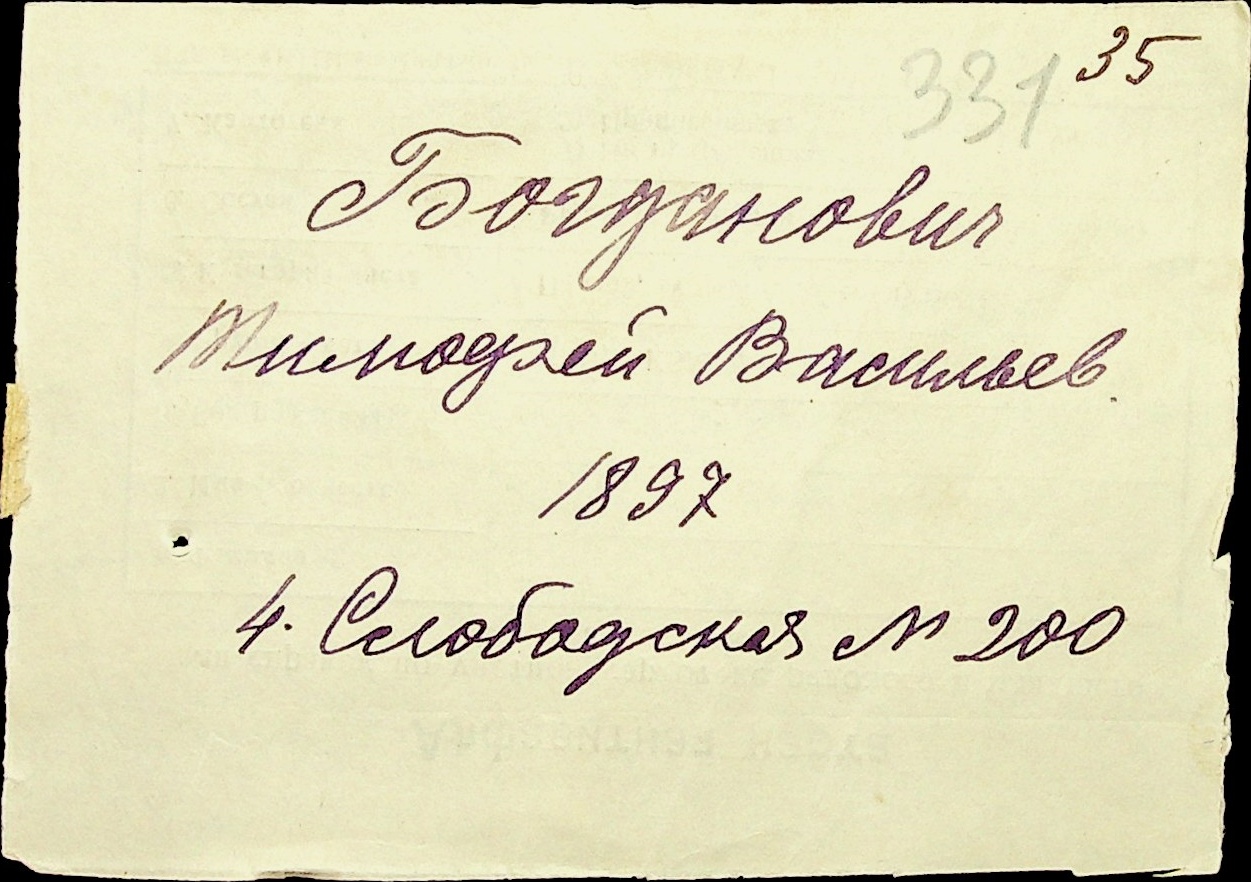 35
331
Богданович
Тимофей Васильев.
1897
4. Слободская № 200